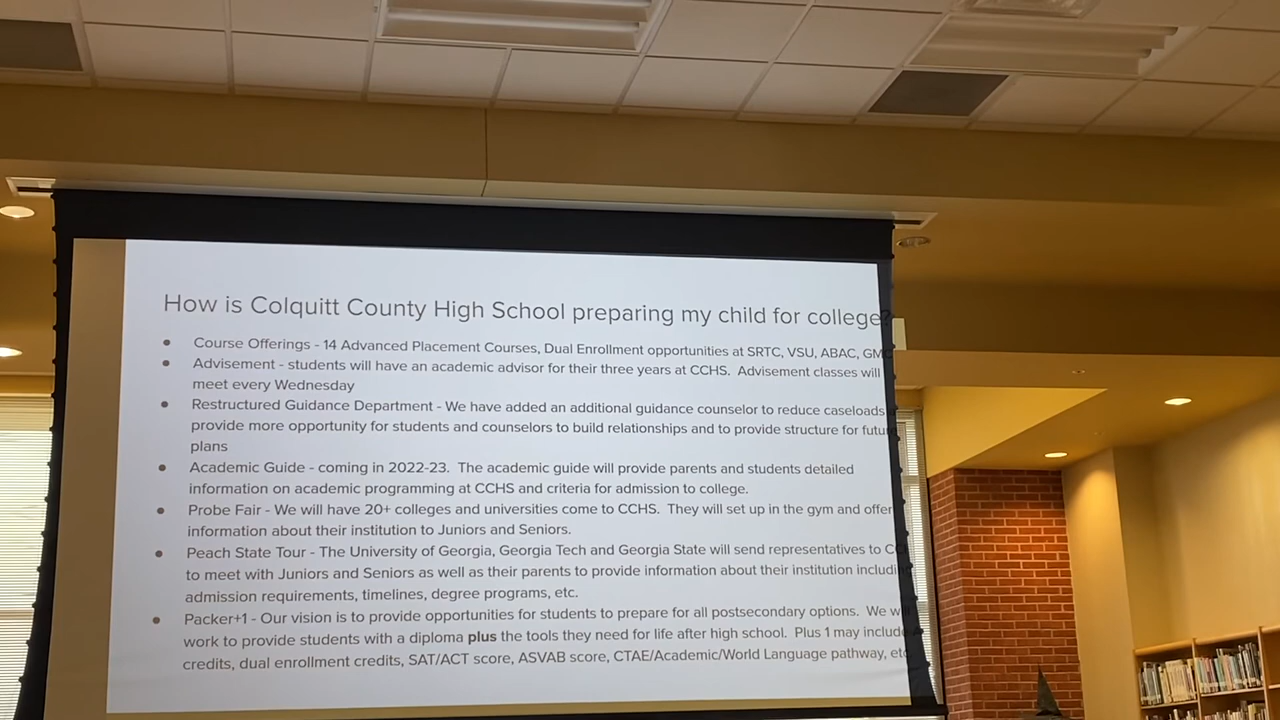 How is Colquitt County High School preparing my child for college?
• Course Offerings - 14 Advanced Placement Courses, Dual Enrollment opportunities at SRTC, VSU, ABAC, GMC
• Advisement - students will have an academic advisor for their three years at CCHS. Advisement classes will
meet every Wednesday
• Restructured Guidance Department - We have added an additional guidance counselor to reduce caseloads
provide more opportunity for students and counselors to build relationships and to provide structure for future
plans
• Academic Guide - coming in 2022-23. The academic guide will provide parents and students detailed
information on academic programming at CCHS and criteria for admission to college.
• Probe Fair - We will have 20+ colleges and universities come to CCHS. They will set up in the gym and offer
information about their institution to Juniors and Seniors.
• Peach State Tour - The University of Georgia, Georgia Tech and Georgia State will send representatives to
to meet with Juniors and Seniors as well as their parents to provide information about their institution including
admission requirements, timelines, degree programs, etc.
• Packer+1 - Our vision is to provide opportunities for students to prepare for all postsecondary options. We
work to provide students with a diploma plus the tools they need for life after high school. Plus 1 may include
credits, dual enrollment credits, SAT/ACT score, ASVAB score, CTAE/Academic/World Language pathway, etc